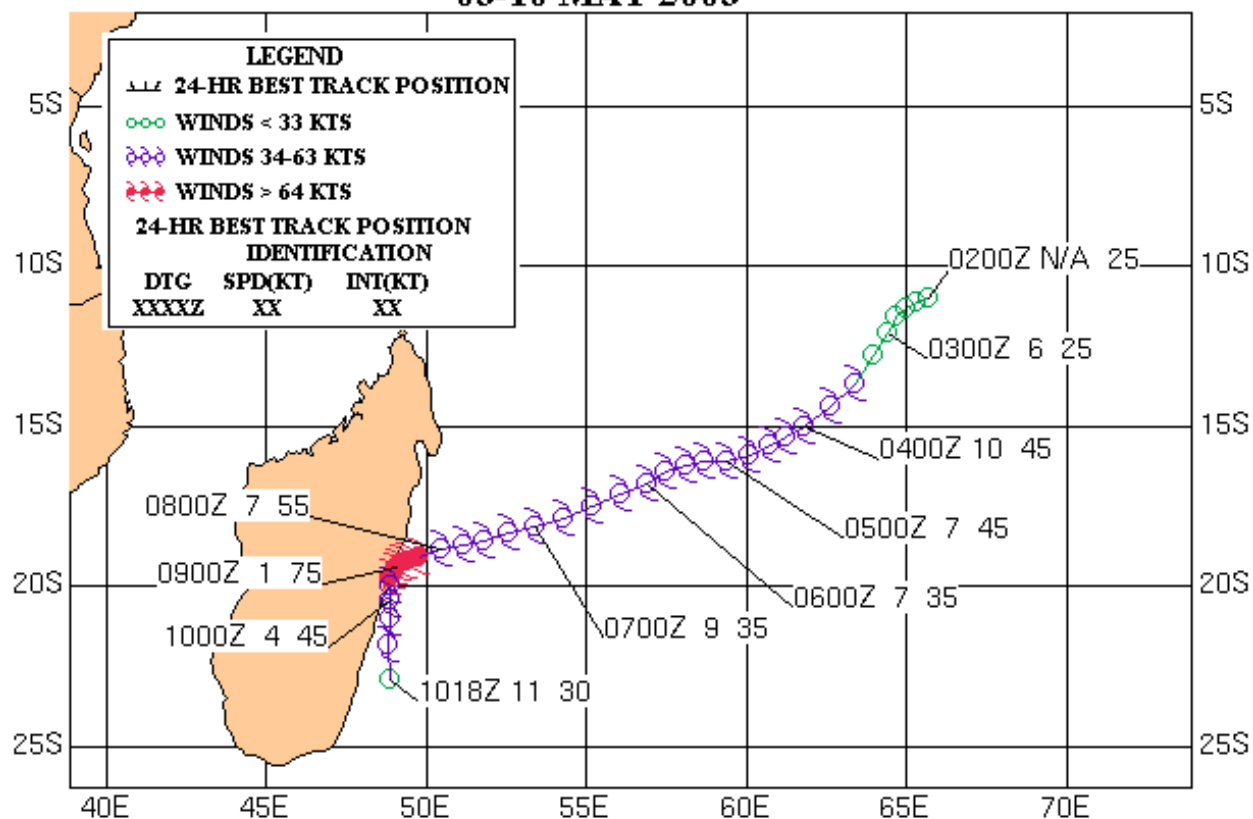 03-10 MAY 2003
LEGEND
24-HR BEST TRACK POSITION
WINDS < 33 KTS
WINDS 34-63 KTS
WINDS > 64 KTS
24-HR BEST TRACK POSITION
IDENTIFICATION
DTG SPD(KT) INT(KT)
XXXXZ XX XX
5S 5S
10S 10S
0200Z N/A 25
0300Z 6 25
15S 15S
0400Z 10 45
0800Z 7 55
0500Z 7 45
0900Z 1 75
20S 20S
0600Z 7 35
0700Z 9 35
1000Z 4 45
1018Z 11 30
25S 25S
40E 45E 50E 55E 60E 65E 70E